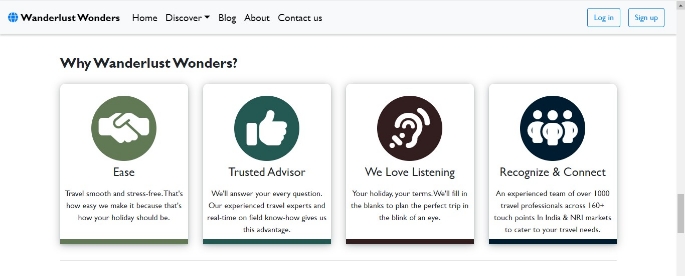 Wanderlust Wonders Home Discover Blog About Contact us Log in Sign up
Why Wanderlust Wonders?
Ease
Travel smooth and stress-free.That's
how easy we make it because that's
how your holiday should be.
Trusted Advisor
We'll answer your every question.
Our experienced travel experts and
real-time on field know-how gives us
this advantage.
We Love Listening
Your holiday, your terms. We'll fill in
the blanks to plan the perfect trip in
the blink of an eye.
Recognize & Connect
An experienced team of over 1000
travel professionals across 160+
touch points In India & NRI markets
to cater to your travel needs.